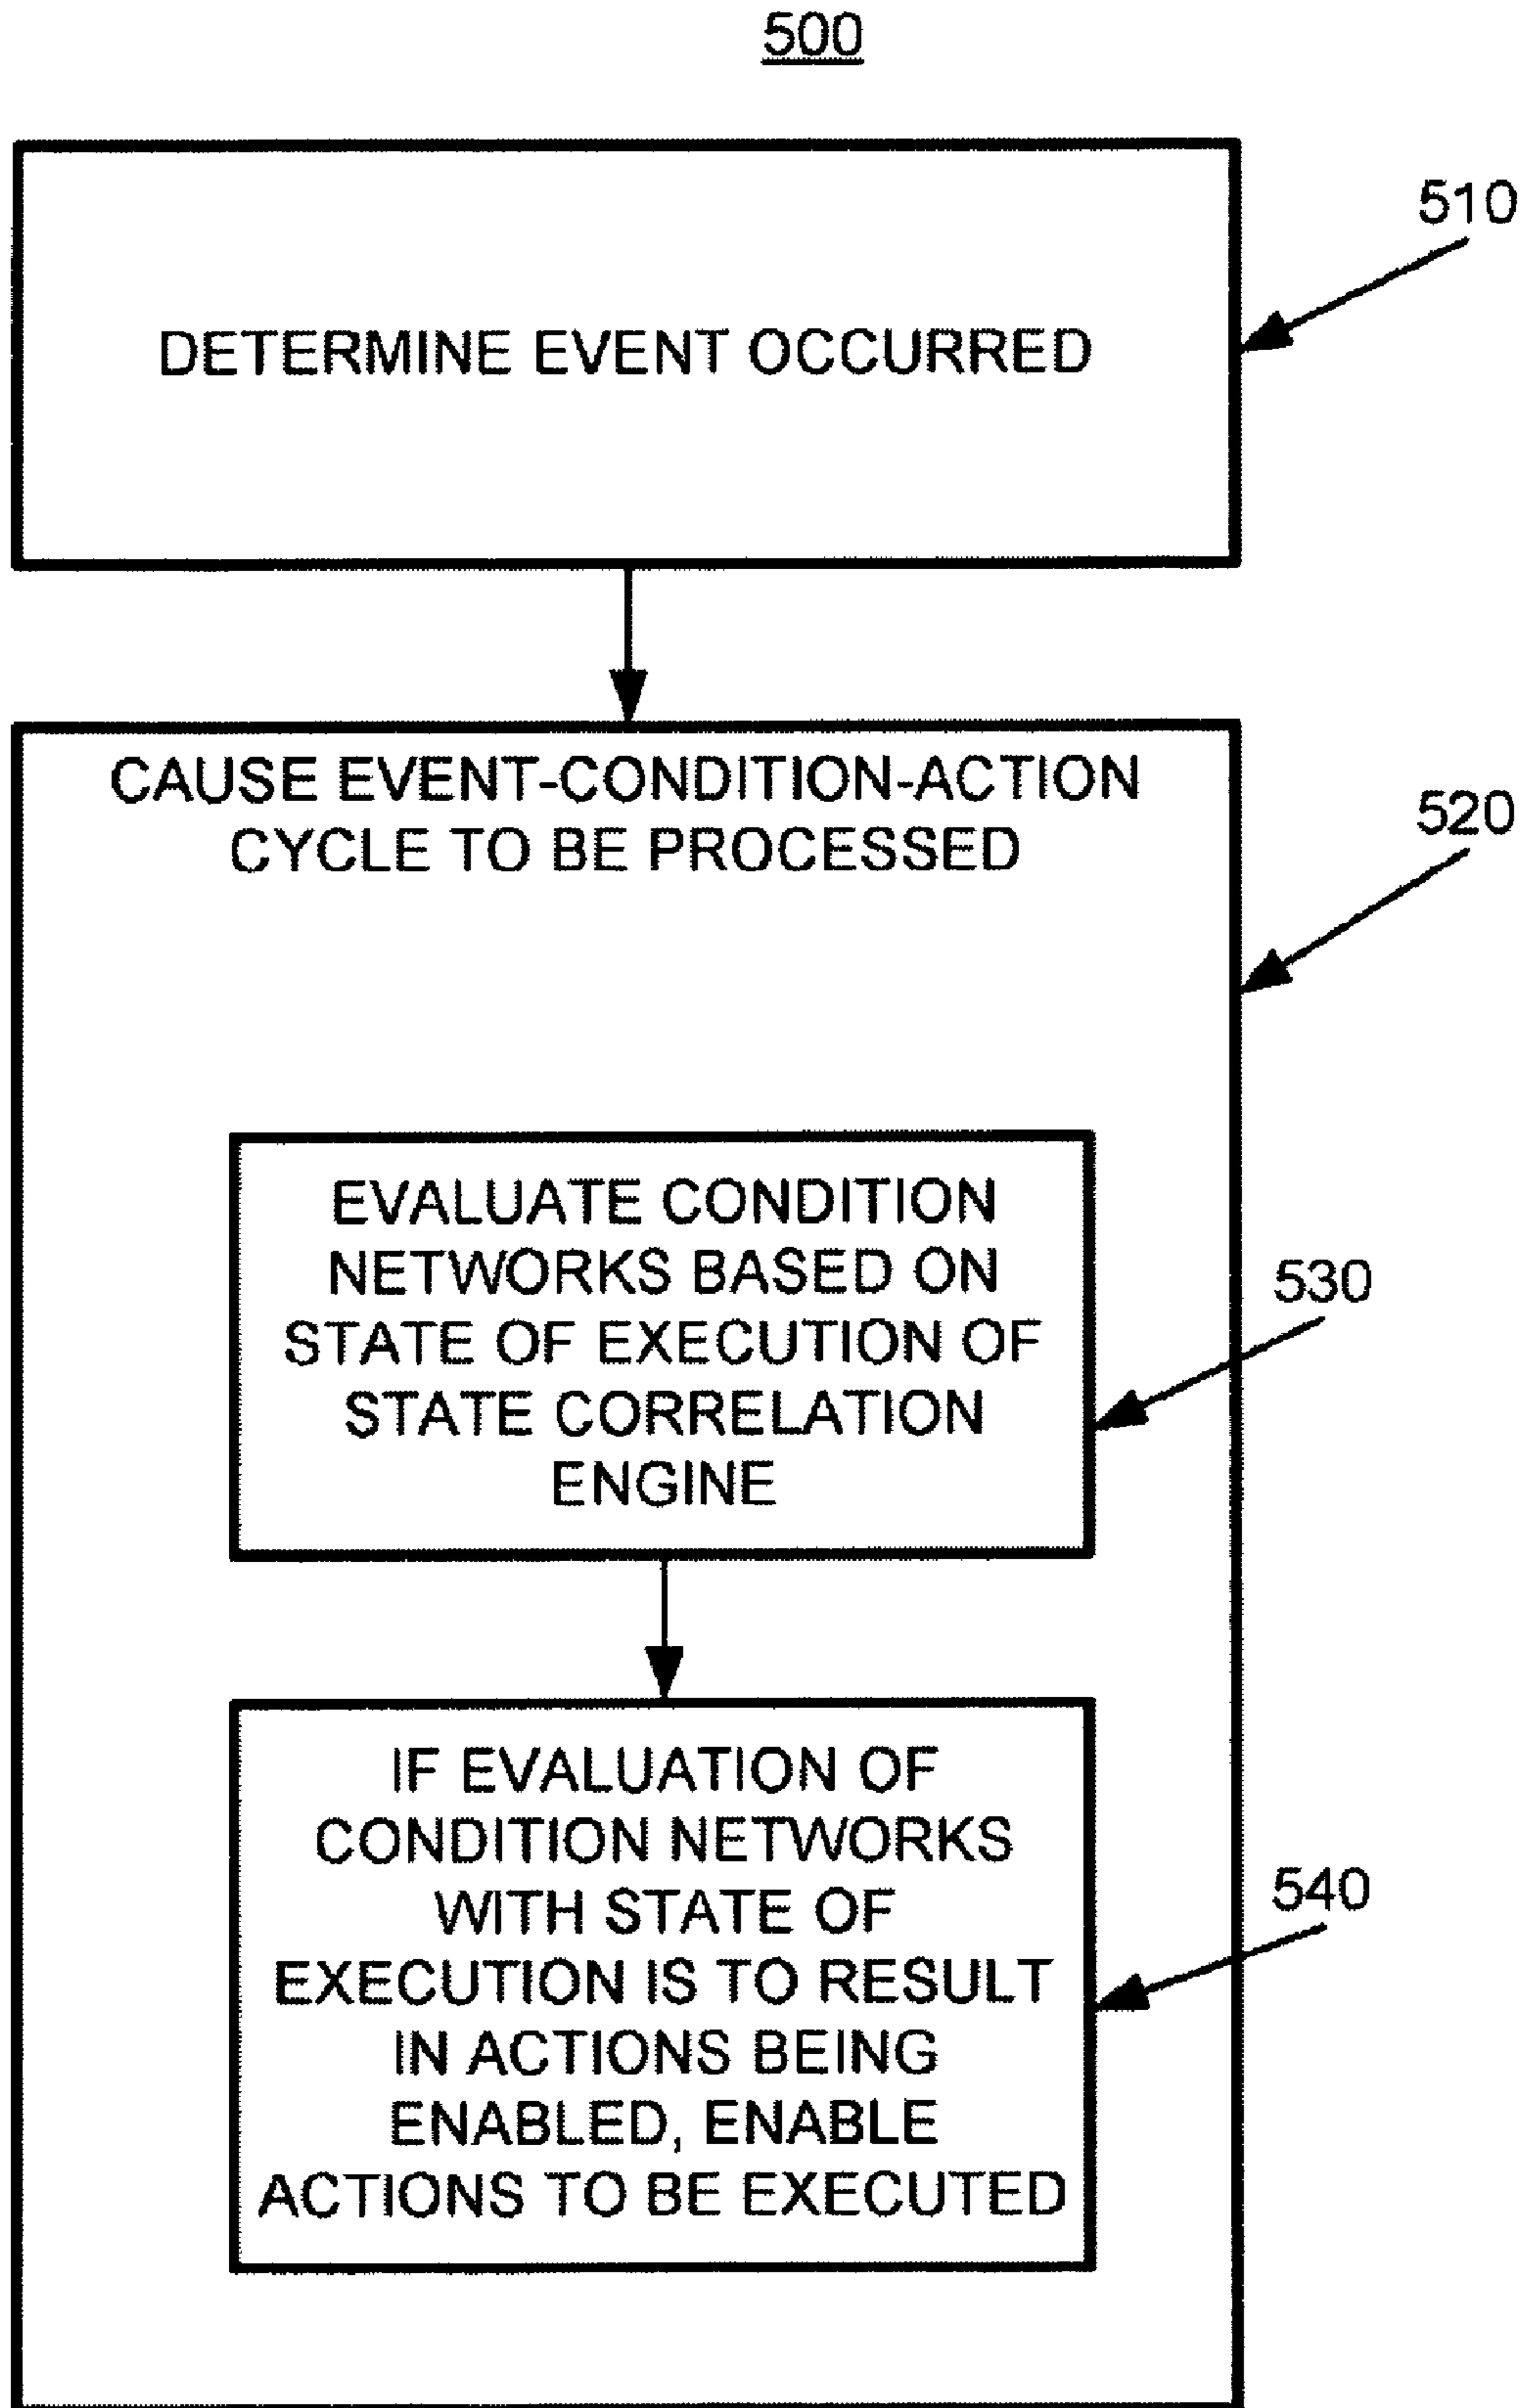 500
510
DETERMINE EVENT OCCURRED
CAUSE EVENT-CONDITION-ACTION
CYCLE TO BE PROCESSED
520
EVALUATE CONDITION
NETWORKS BASED ON
STATE OF EXECUTION OF
STATE CORRELATION
ENGINE
530
IF EVALUATION OF
CONDITION NETWORKS
WITH STATE OF
EXECUTION IS TO RESULT
IN ACTIONS BEING
ENABLED, ENABLE
ACTIONS TO BE EXECUTED
540